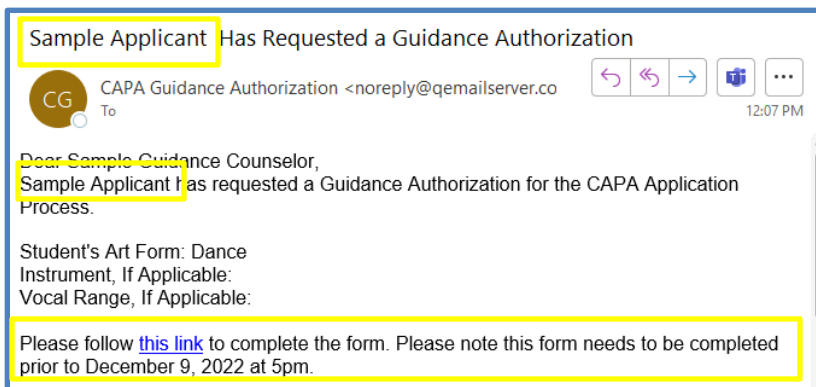 Sample Applicant Has Requested a Guidance Authorization
CG
CAPA Guidance Authorization <noreply@qemailserver.co
To
12:07 PM
Dear Sample Guidance Counselor,
Sample Applicant has requested a Guidance Authorization for the CAPA Application
Process.
Student's Art Form: Dance
Instrument, If Applicable:
Vocal Range, If Applicable:
Please follow this link to complete the form. Please note this form needs to be completed
prior to December 9, 2022 at 5pm.